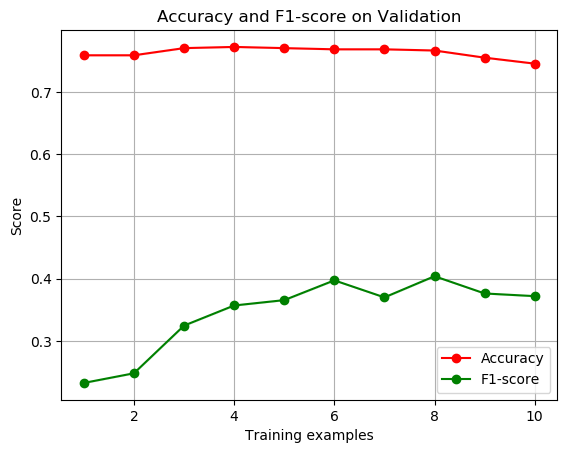 Accuracy and F1-score on Validation
Score
0.7
0.6
0.5
0.4
0.3
Accuracy
F1-score
2 4 6 8 10
Training examples